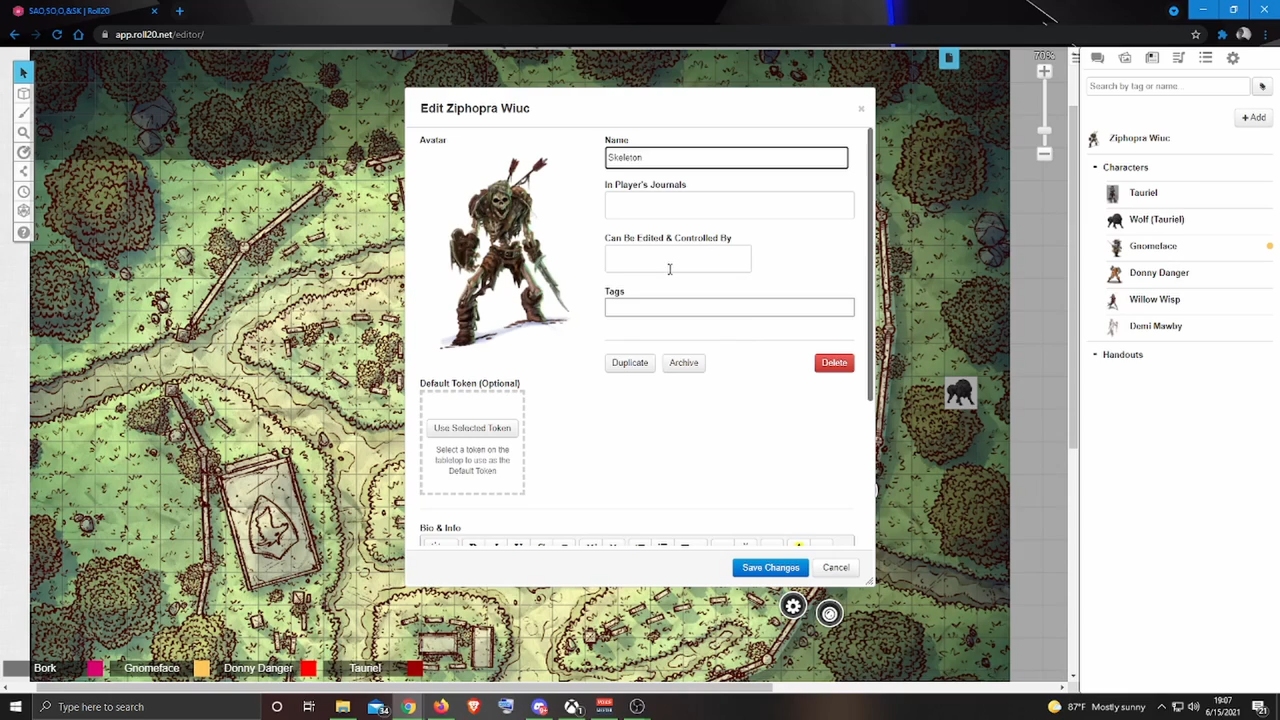 SAO,SO,O,&SK | Roll20
app.roll20.net/editor/
70%
Search by tag or name...
+ Add
Ziphopra Wiuc
Characters
Tauriel
Wolf (Tauriel)
Gnomeface
Donny Danger
Willow Wisp
Demi Mawby
Handouts
Edit Ziphopra Wiuc
×
Avatar
Name
Skeleton
In Player's Journals
Can Be Edited & Controlled By
Tags
Duplicate
Archive
Delete
Default Token (Optional)
Use Selected Token
Select a token on the
tabletop to use as the
Default Token
Bio & Info
Save Changes
Cancel
Bork
Gnomeface
Donny Danger
Tauriel
Type here to search
34
87°F Mostly sunny
19:07
6/15/2021